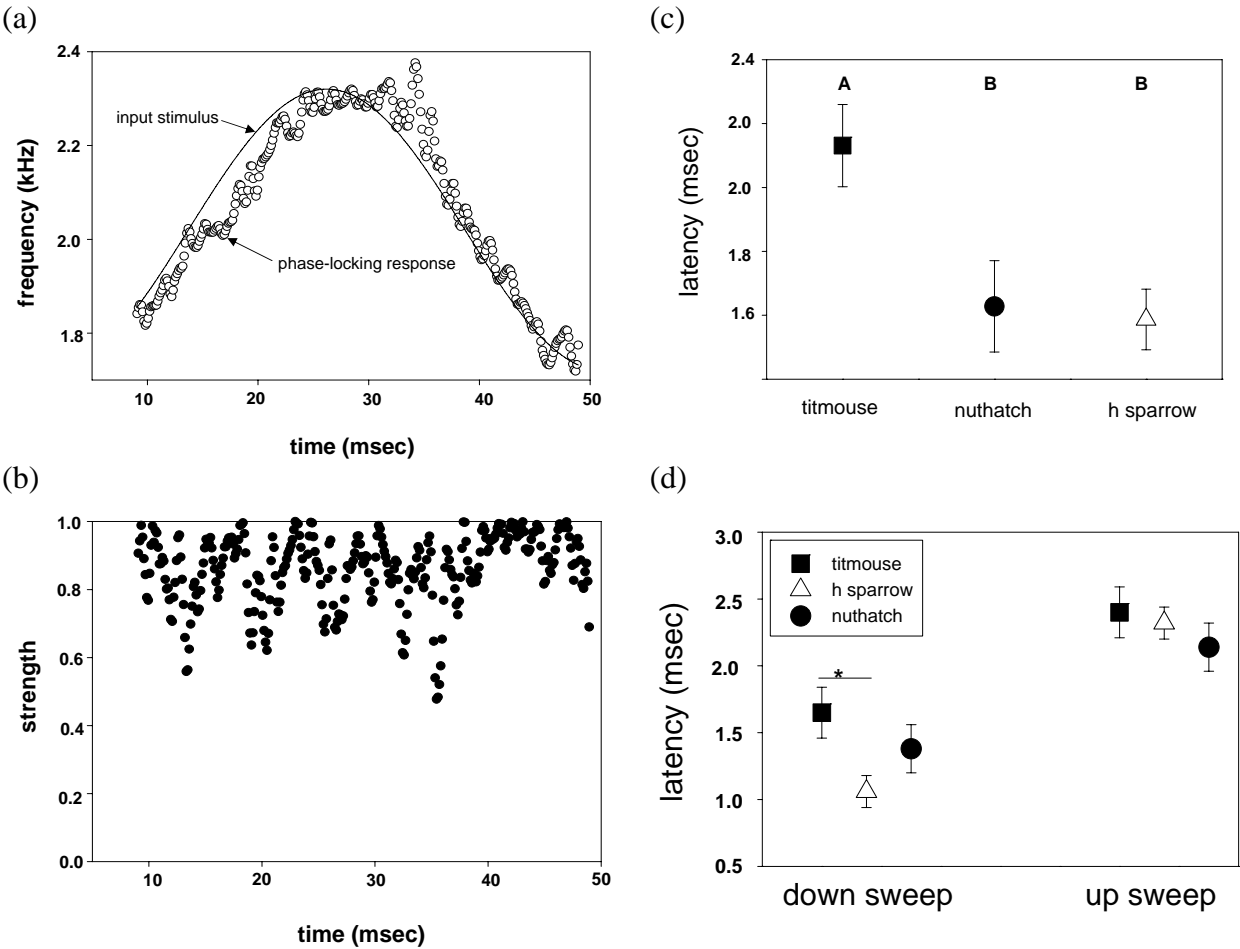 (a)
2.4
2.2
2.0
1.8
frequency (kHz)
input stimulus
phase-locking response
10
20
30
40
50
time (msec)
(b)
1.0
0.8
0.6
0.4
0.2
0.0
strength
10
20
30
40
50
time (msec)
(c)
2.4
2.0
2.0
1.8
1.6
latency (msec)
A
B
B
titmouse
nuthatch
h sparrow
(d)
3.0
2.5
2.0
1.5
1.0
0.5
latency (msec)
titmouse
h sparrow
nuthatch
*
down sweep
up sweep